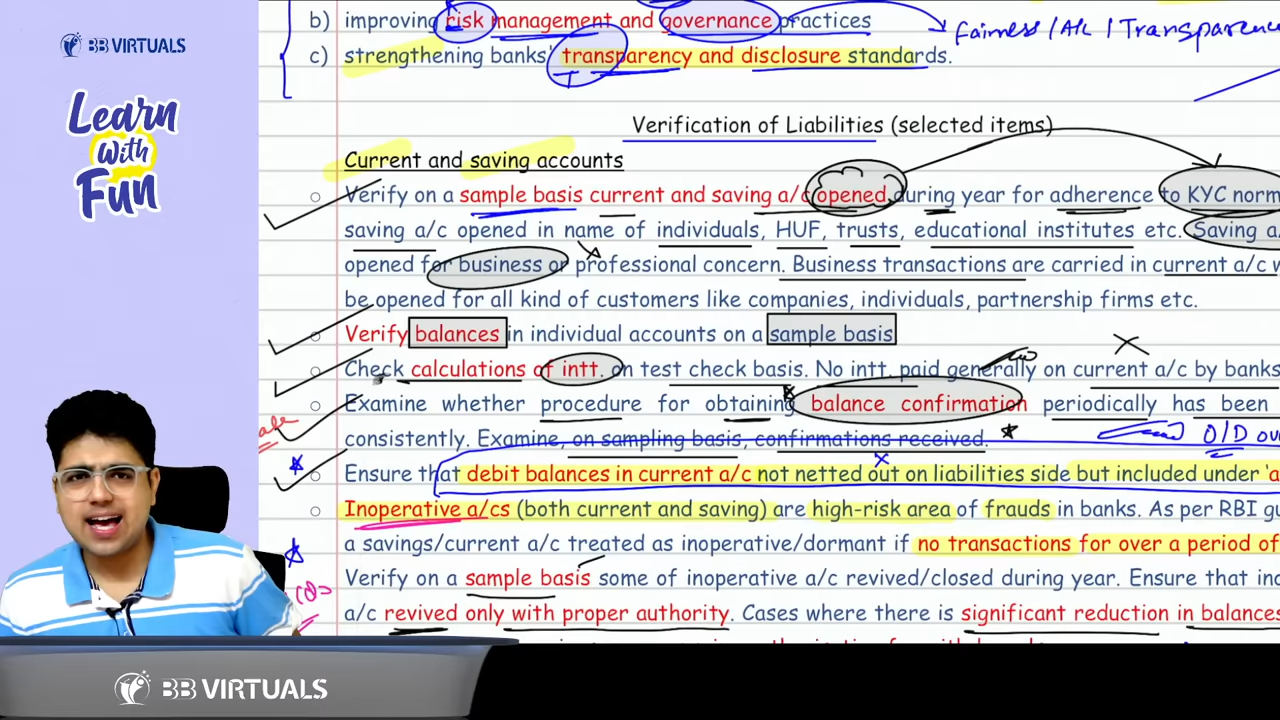 BB VIRTUALS
Learn
With
Fun
b) improving risk management and governance practices
Fairness / A/c / Transparence
c) strengthening banks' transparency and disclosure standards.
Verification of Liabilities (selected items)
Current and saving accounts
Verify on a sample basis current and saving a/c opened during year for adherence to KYC norm
saving a/c opened in name of individuals, HUF, trusts, educational institutes etc. Saving a
opened for business or professional concern. Business transactions are carried in current a/c w
be opened for all kind of customers like companies, individuals, partnership firms etc.
Verify balances in individual accounts on a sample basis
Check calculations of intt. on test check basis. No intt. paid generally on current a/c by banks
Examine whether procedure for obtaining balance confirmation periodically has been
consistently. Examine, on sampling basis, confirmations received.
O/D ove
Ensure that debit balances in current a/c not netted out on liabilities side but included under 'a
Inoperative a/cs (both current and saving) are high-risk area of frauds in banks. As per RBI gu
a savings/current a/c treated as inoperative/dormant if no transactions for over a period of
Verify on a sample basis some of inoperative a/c revived/closed during year. Ensure that ino
a/c revived only with proper authority. Cases where there is significant reduction in balances
BB VIRTUALS